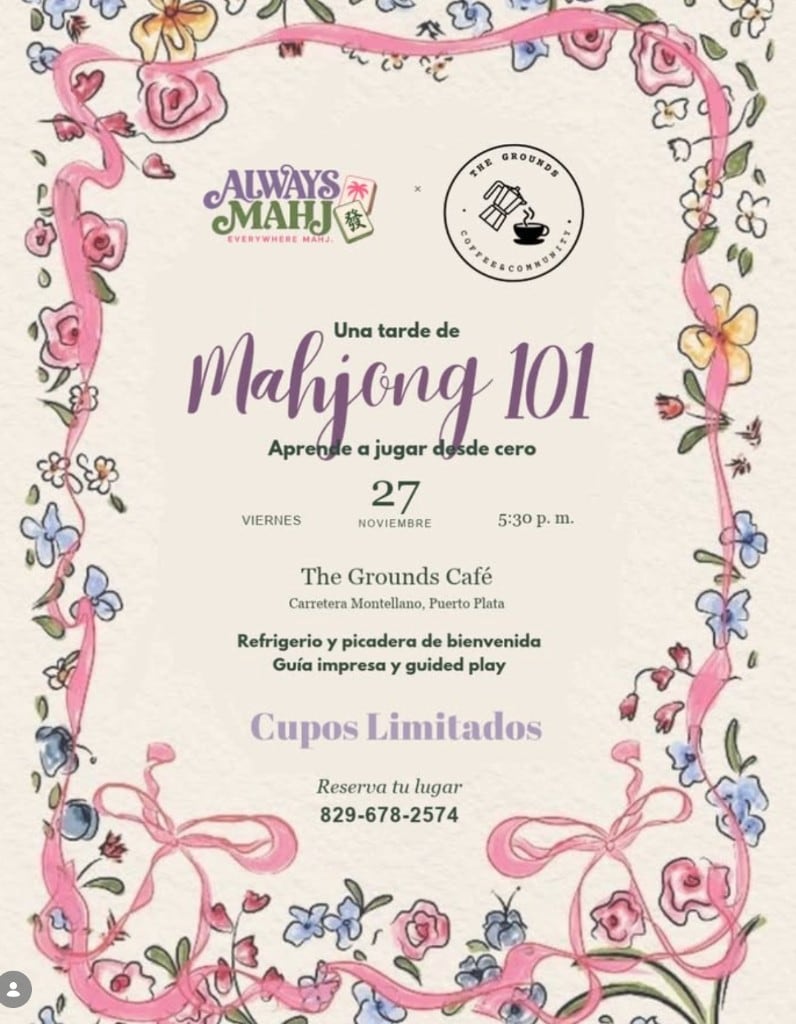 ALWAYS
MAHJ
發
EVERYWHERE MAHJ.
×
THE GROUNDS
COFFEE&COMMUNITY
Una tarde de
Mahjong 101
Aprende a jugar desde cero
VIERNES
27
NOVIEMBRE
5:30 p. m.
The Grounds Café
Carretera Montellano, Puerto Plata
Refrigerio y picadera de bienvenida
Guía impresa y guided play
Cupos Limitados
Reserva tu lugar
829-678-2574